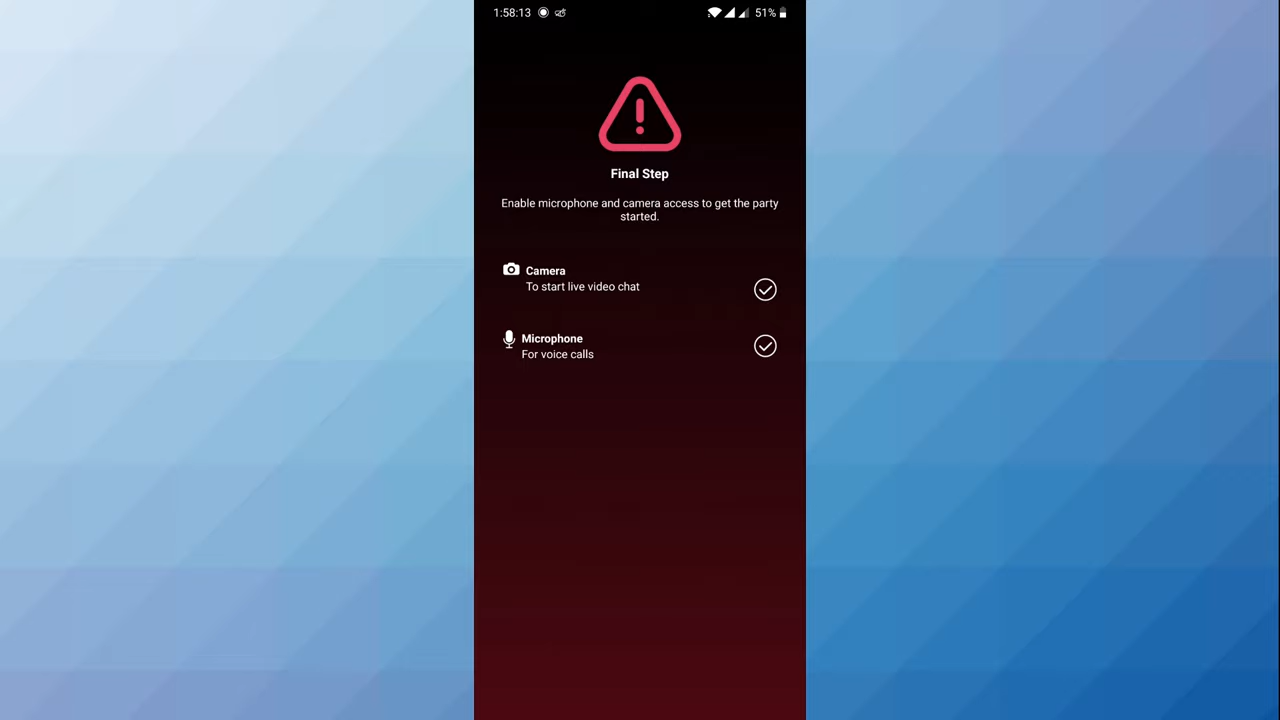 1:58:13 51%
Final Step
Enable microphone and camera access to get the party
started.
Camera
To start live video chat
Microphone
For voice calls